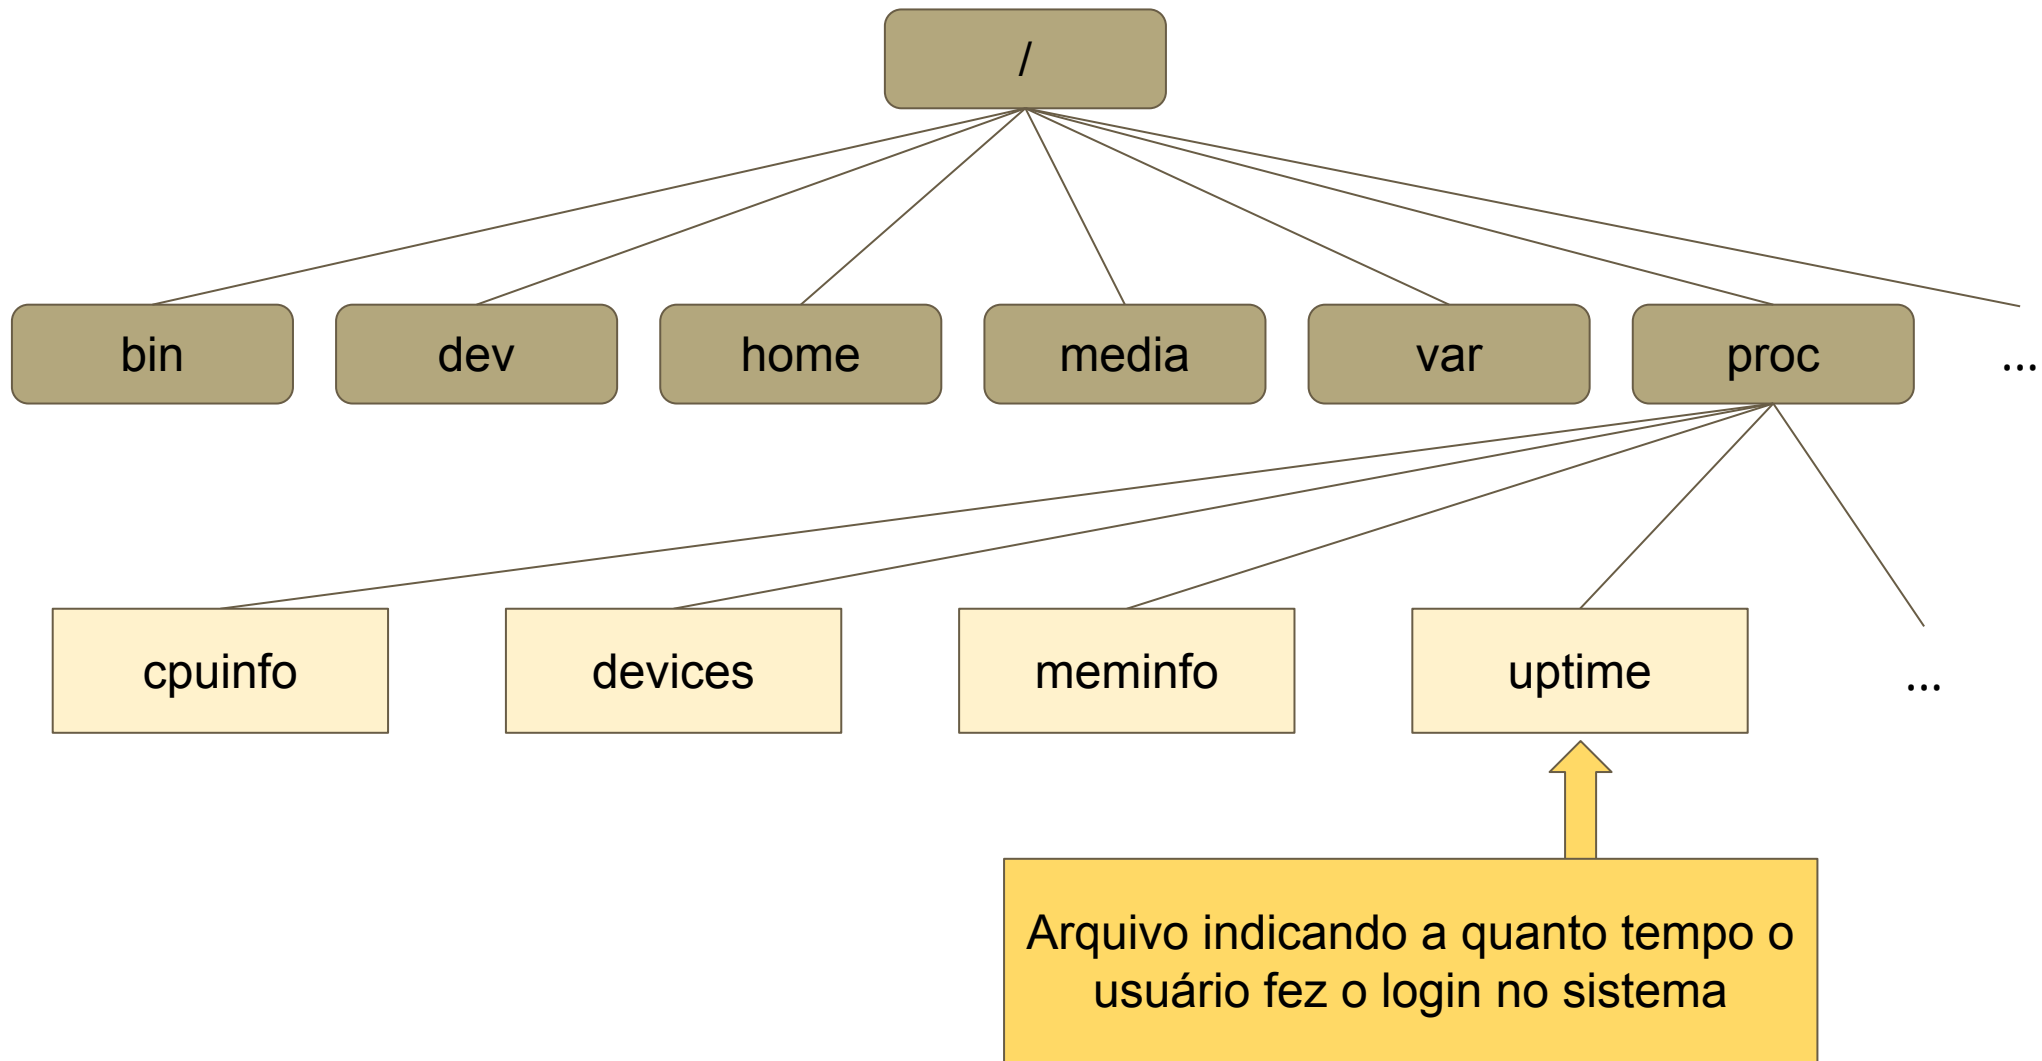 /
bin
dev
home
media
var
proc
...
cpuinfo
devices
meminfo
uptime
...
Arquivo indicando a quanto tempo o
usuário fez o login no sistema